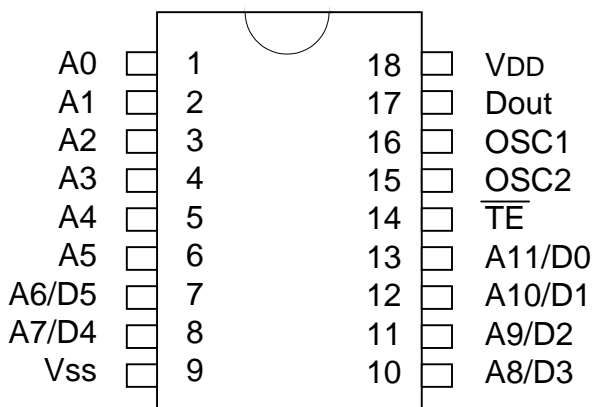 A0 1 18 VDD
A1 2 17 Dout
A2 3 16 OSC1
A3 4 15 OSC2
A4 5 14 T̅E̅
A5 6 13 A11/D0
A6/D5 7 12 A10/D1
A7/D4 8 11 A9/D2
Vss 9 10 A8/D3